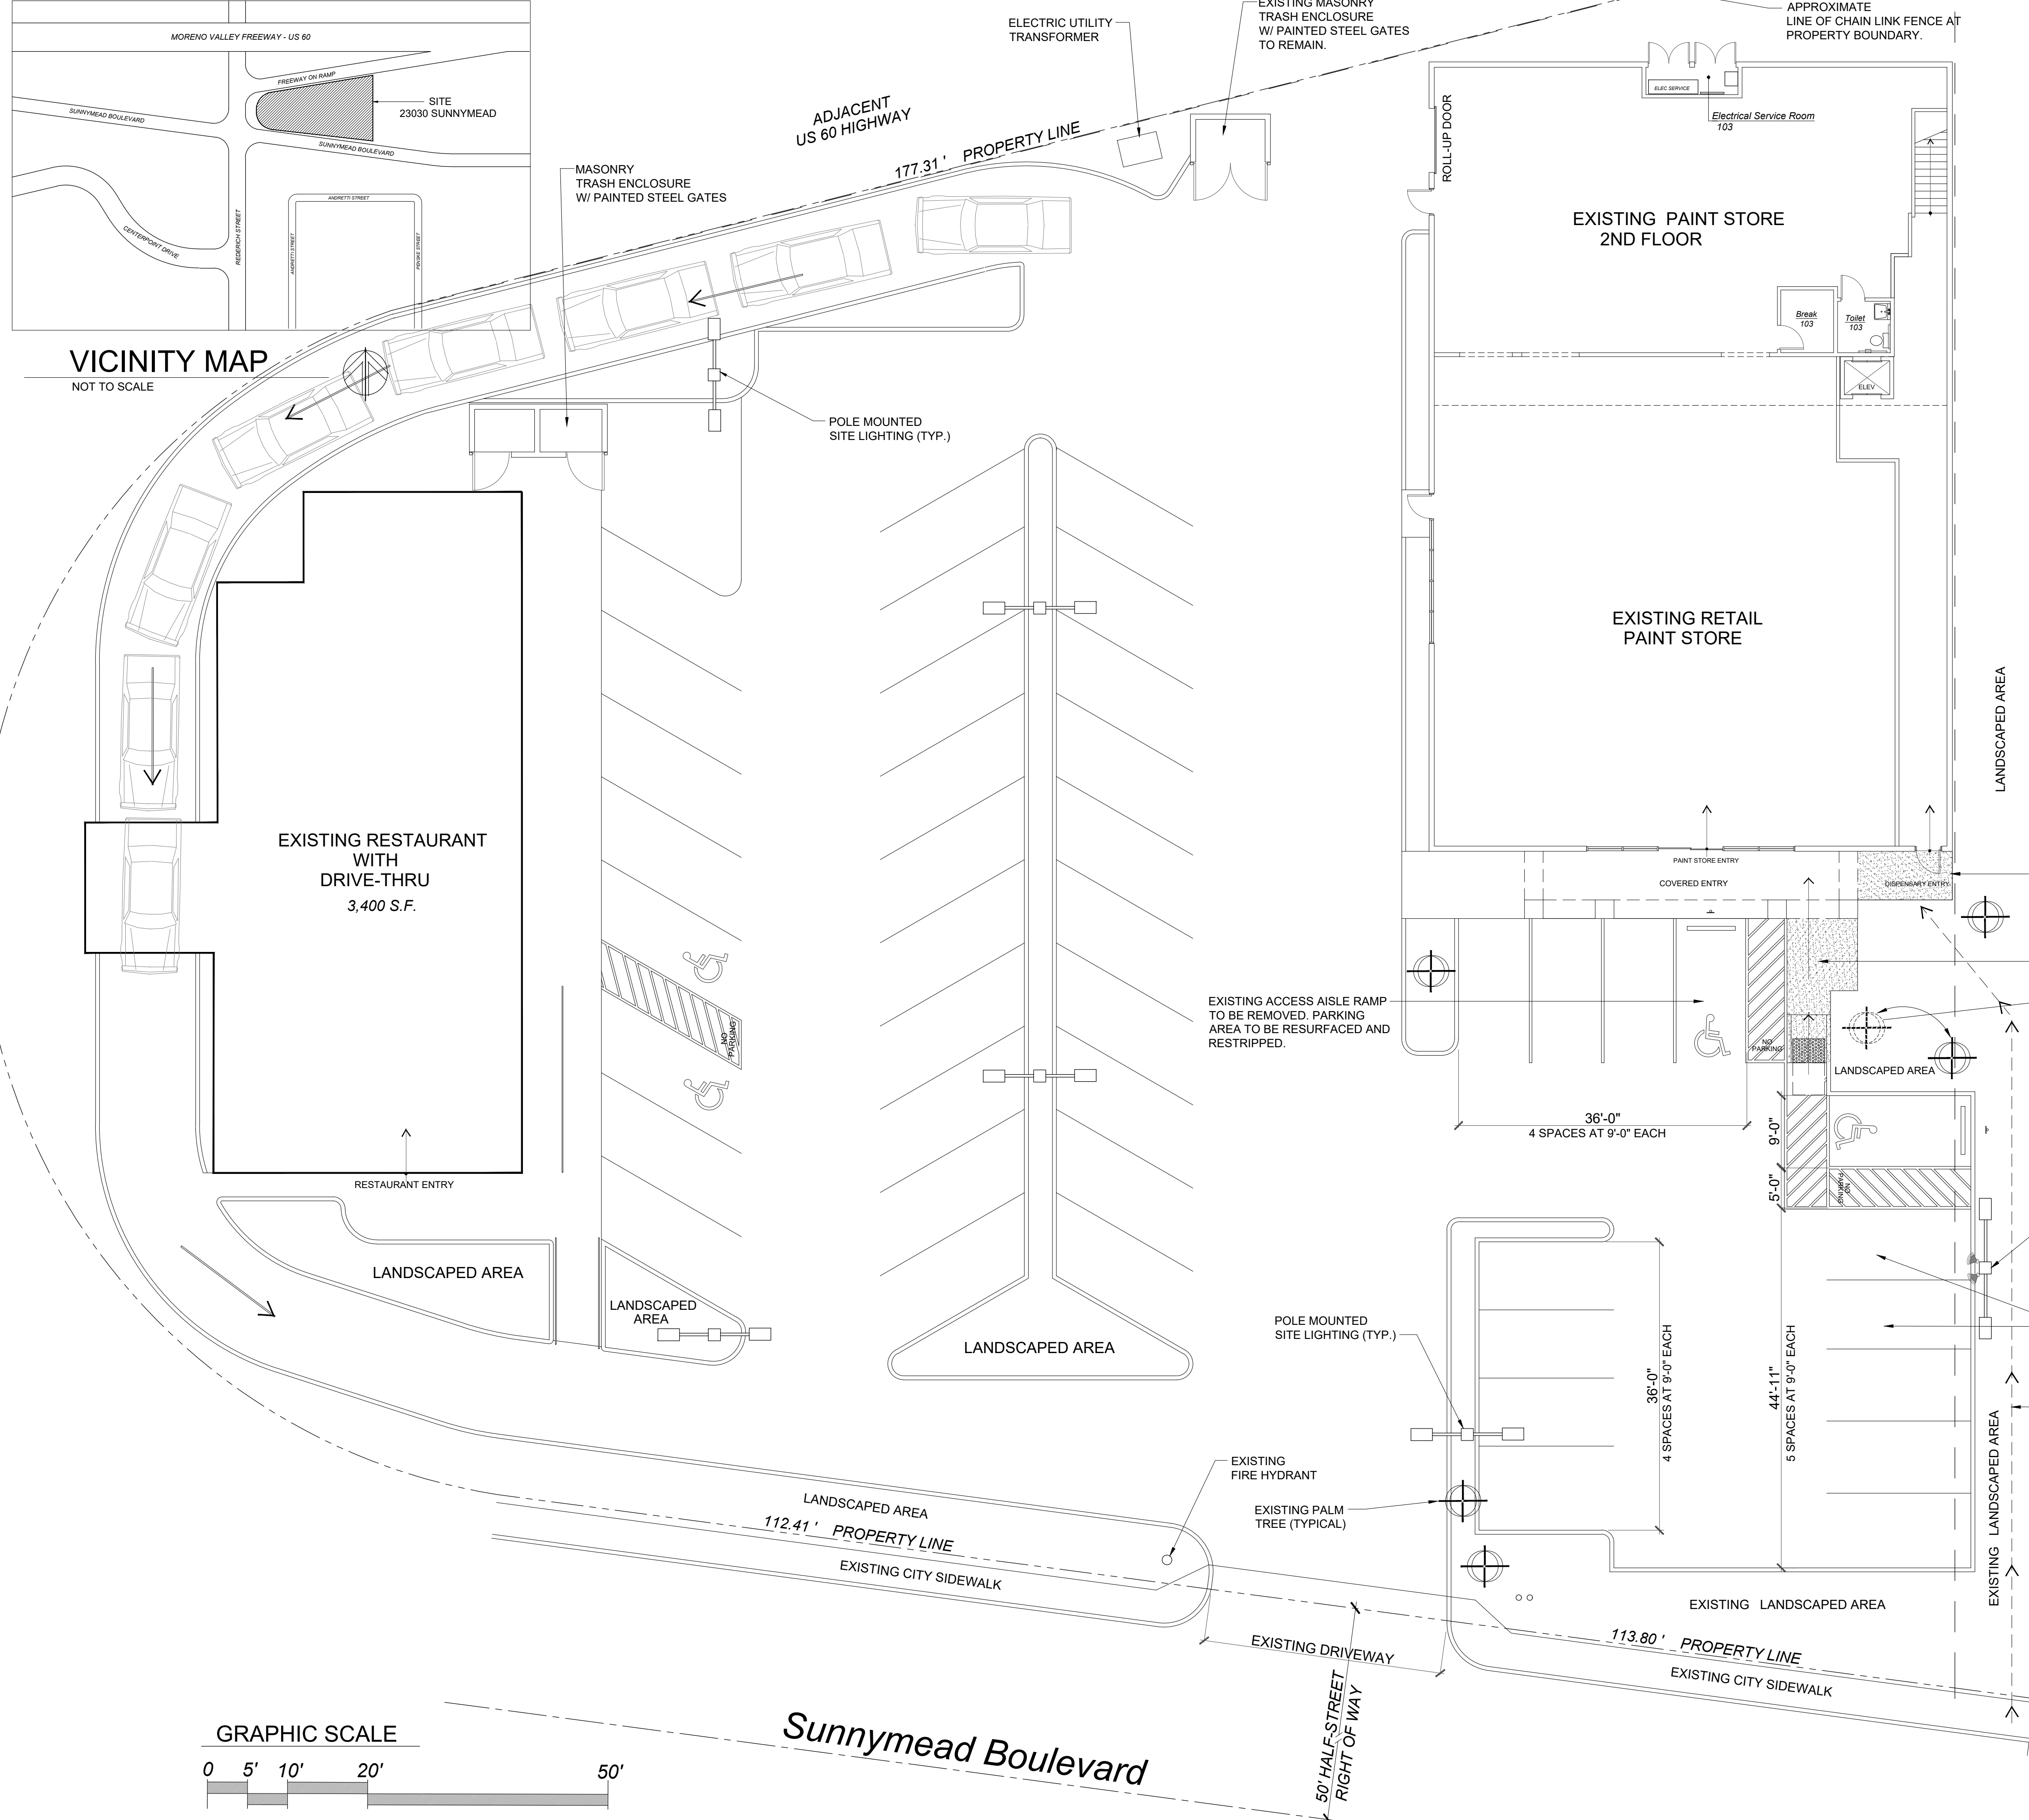 MORENO VALLEY FREEWAY - US 60
FREEWAY ON RAMP
SUNNYMEAD BOULEVARD
SITE
23030 SUNNYMEAD
SUNNYMEAD BOULEVARD
ANDRETTI STREET
CENTERPOINT DRIVE
REDERICH STREET
ANDRETTI STREET
PENSKE STREET
VICINITY MAP
NOT TO SCALE
ELECTRIC UTILITY
TRANSFORMER
EXISTING MASONRY
TRASH ENCLOSURE
W/ PAINTED STEEL GATES
TO REMAIN.
APPROXIMATE
LINE OF CHAIN LINK FENCE AT
PROPERTY BOUNDARY.
ADJACENT
US 60 HIGHWAY
177.31 ' PROPERTY LINE
MASONRY
TRASH ENCLOSURE
W/ PAINTED STEEL GATES
ROLL-UP DOOR
ELEC SERVICE
Electrical Service Room
103
EXISTING PAINT STORE
2ND FLOOR
Break
103
Toilet
103
ELEV
POLE MOUNTED
SITE LIGHTING (TYP.)
EXISTING RETAIL
PAINT STORE
LANDSCAPED AREA
EXISTING RESTAURANT
WITH
DRIVE-THRU
3,400 S.F.
PAINT STORE ENTRY
COVERED ENTRY
DISPENSARY ENTRY
NO
PARKING
EXISTING ACCESS AISLE RAMP
TO BE REMOVED. PARKING
AREA TO BE RESURFACED AND
RESTRIPPED.
NO
PARKING
LANDSCAPED AREA
36'-0"
4 SPACES AT 9'-0" EACH
9'-0"
5'-0"
NO
PARKING
RESTAURANT ENTRY
LANDSCAPED AREA
LANDSCAPED
AREA
LANDSCAPED AREA
POLE MOUNTED
SITE LIGHTING (TYP.)
36'-0"
4 SPACES AT 9'-0" EACH
44'-11"
5 SPACES AT 9'-0" EACH
EXISTING LANDSCAPED AREA
EXISTING
FIRE HYDRANT
EXISTING PALM
TREE (TYPICAL)
LANDSCAPED AREA
112.41 ' PROPERTY LINE
EXISTING CITY SIDEWALK
EXISTING LANDSCAPED AREA
EXISTING DRIVEWAY
113.80 ' PROPERTY LINE
EXISTING CITY SIDEWALK
50' HALF-STREET
RIGHT OF WAY
Sunnymead Boulevard
GRAPHIC SCALE
0 5' 10' 20' 50'